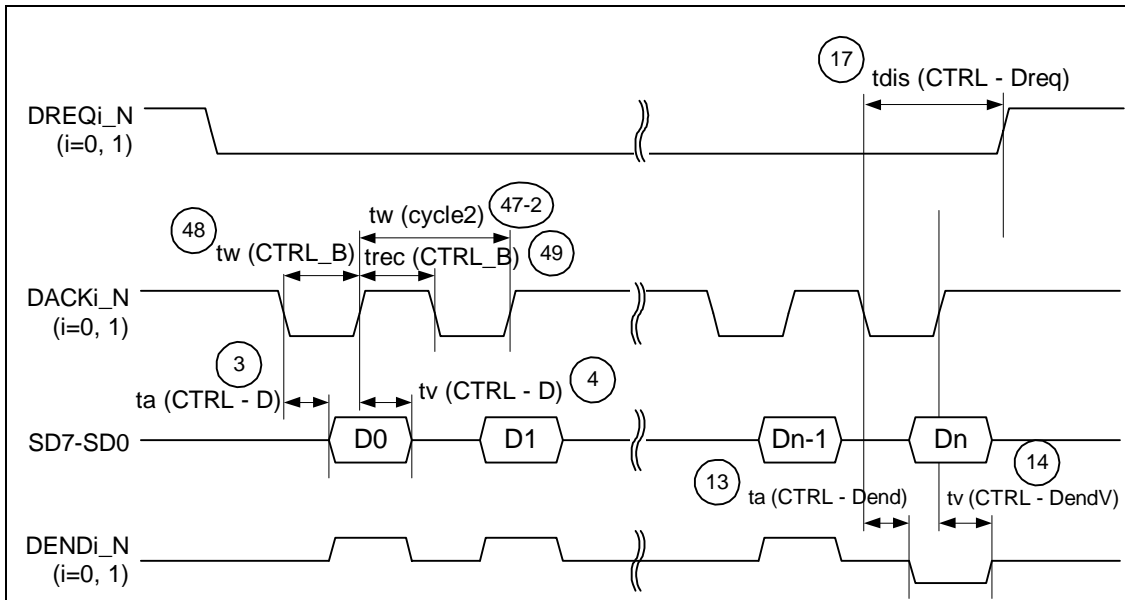 17
tdis (CTRL - Dreq)
DREQi_N
(i=0, 1)
47-2
tw (cycle2)
48
tw (CTRL_B)
trec (CTRL_B)
49
DACKi_N
(i=0, 1)
3
ta (CTRL - D)
tv (CTRL - D)
4
SD7-SD0
D0
D1
Dn-1
Dn
13
ta (CTRL - Dend)
14
tv (CTRL - DendV)
DENDi_N
(i=0, 1)